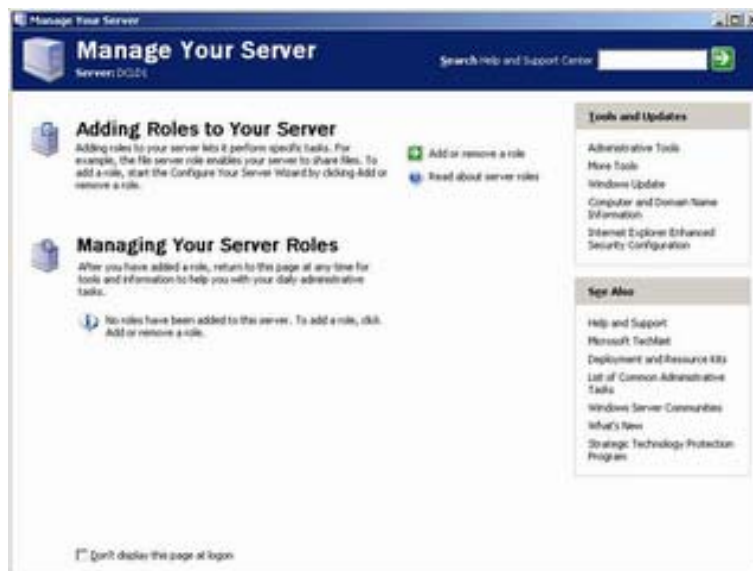 Manage Your Server
Manage Your Server
Server: DCLD1
Search Help and Support Center
Adding Roles to Your Server
Adding roles to your server lets it perform specific tasks. For
example, the file server role enables your server to share files. To
add a role, start the Configure Your Server Wizard by clicking Add or
remove a role.
Add or remove a role
Read about server roles
Managing Your Server Roles
After you have added a role, return to this page at any time for
tools and information to help you with your daily administrative
tasks.
No roles have been added to this server. To add a role, click
Add or remove a role.
Tools and Updates
Administrative Tools
More Tools
Windows Update
Computer and Domain Name
Information
Internet Explorer Enhanced
Security Configuration
See Also
Help and Support
Microsoft TechNet
Deployment and Resource Kits
List of Common Administrative
Tasks
Windows Server Communities
What's New
Strategic Technology Protection
Program
Don't display this page at logon